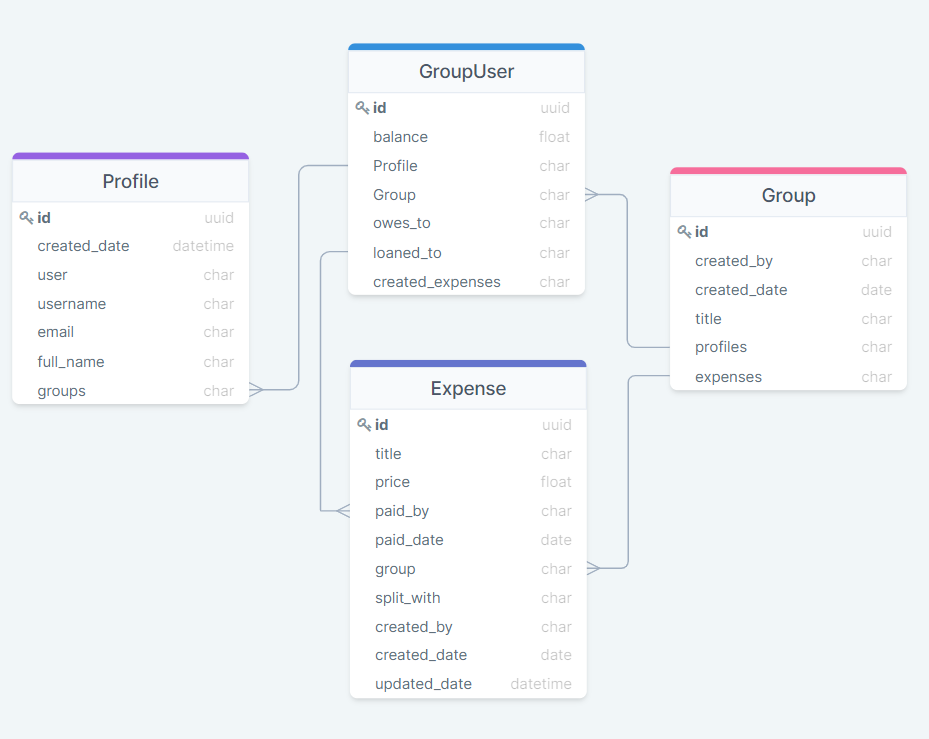 GroupUser
id uuid
balance float
Profile char
Group char
owes_to char
loaned_to char
created_expenses char
Profile
id uuid
created_date datetime
user char
username char
email char
full_name char
groups char
Group
id uuid
created_by char
created_date date
title char
profiles char
expenses char
Expense
id uuid
title char
price float
paid_by char
paid_date date
group char
split_with char
created_by char
created_date date
updated_date datetime